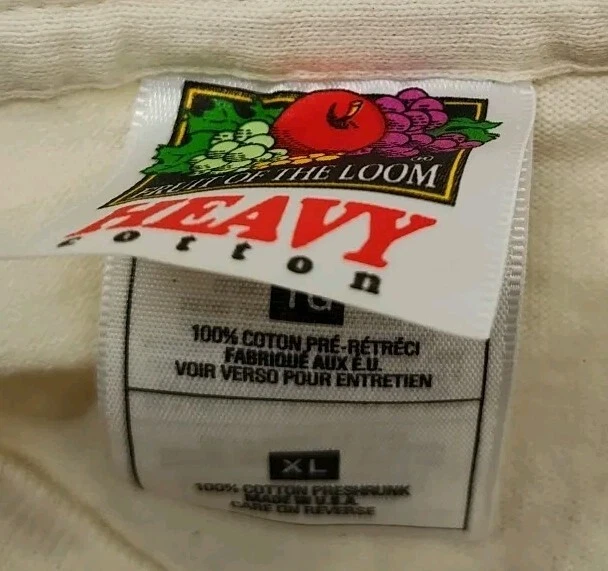 FRUIT OF THE LOOM
®
HEAVY
cotton
TG
100% COTON PRÉ-RÉTRÉCI
FABRIQUÉ AUX É.U.
VOIR VERSO POUR ENTRETIEN
XL
100% COTTON PRESHRUNK
MADE IN U.S.A.
CARE ON REVERSE